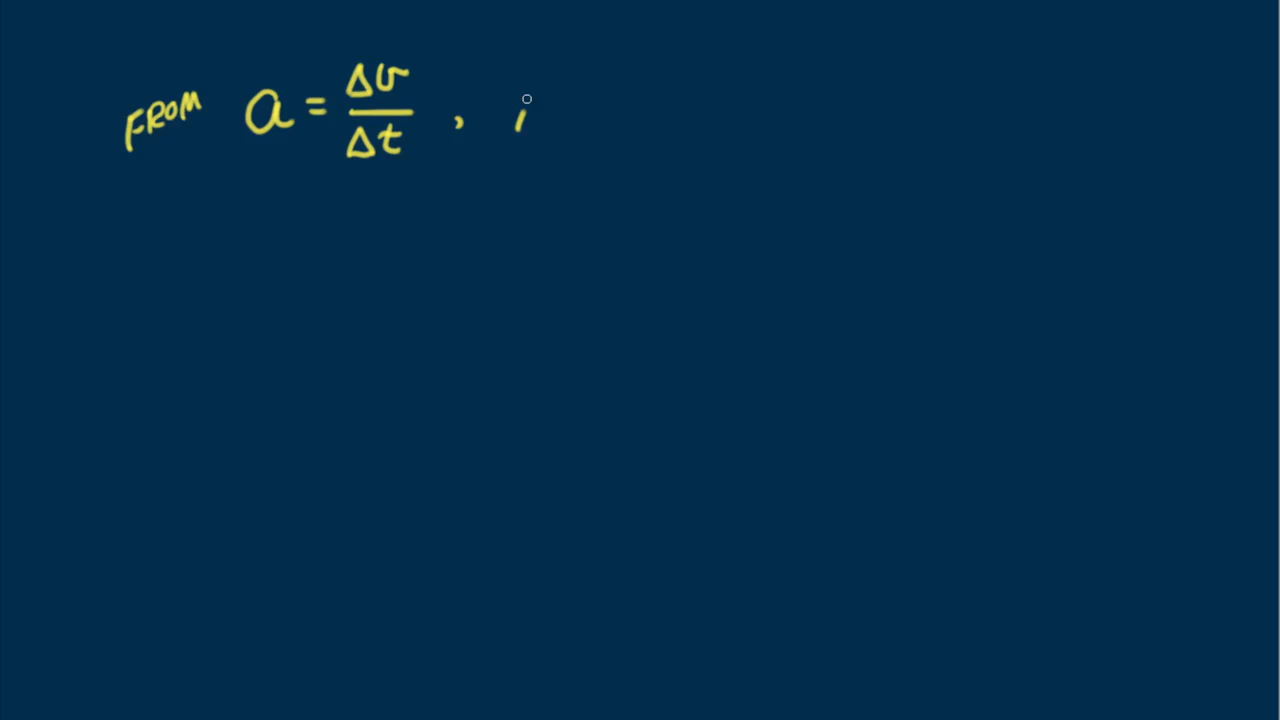 FROM a = Δv/Δt ,